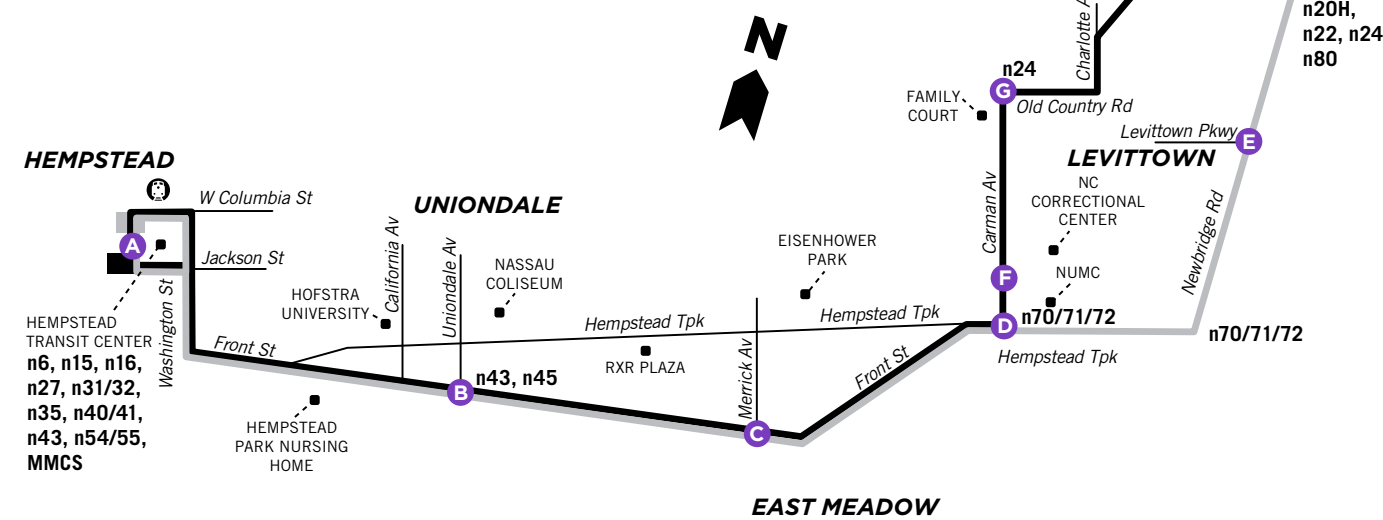 n20H,
n22, n24
n80
N
Charlotte A
n24
G
Old Country Rd
FAMILY
COURT
Levittown Pkwy
E
LEVITTOWN
HEMPSTEAD
W Columbia St
UNIONDALE
NC
CORRECTIONAL
CENTER
Carman Av
Newbridge Rd
A
Jackson St
California Av
Uniondale Av
NASSAU
COLISEUM
EISENHOWER
PARK
F
NUMC
HOFSTRA
UNIVERSITY
Washington St
Hempstead Tpk
Hempstead Tpk
D
n70/71/72
n70/71/72
Hempstead Tpk
HEMPSTEAD
TRANSIT CENTER
n6, n15, n16,
n27, n31/32,
n35, n40/41,
n43, n54/55,
MMCS
Front St
RXR PLAZA
Merrick Av
Front St
B
n43, n45
C
HEMPSTEAD
PARK NURSING
HOME
EAST MEADOW